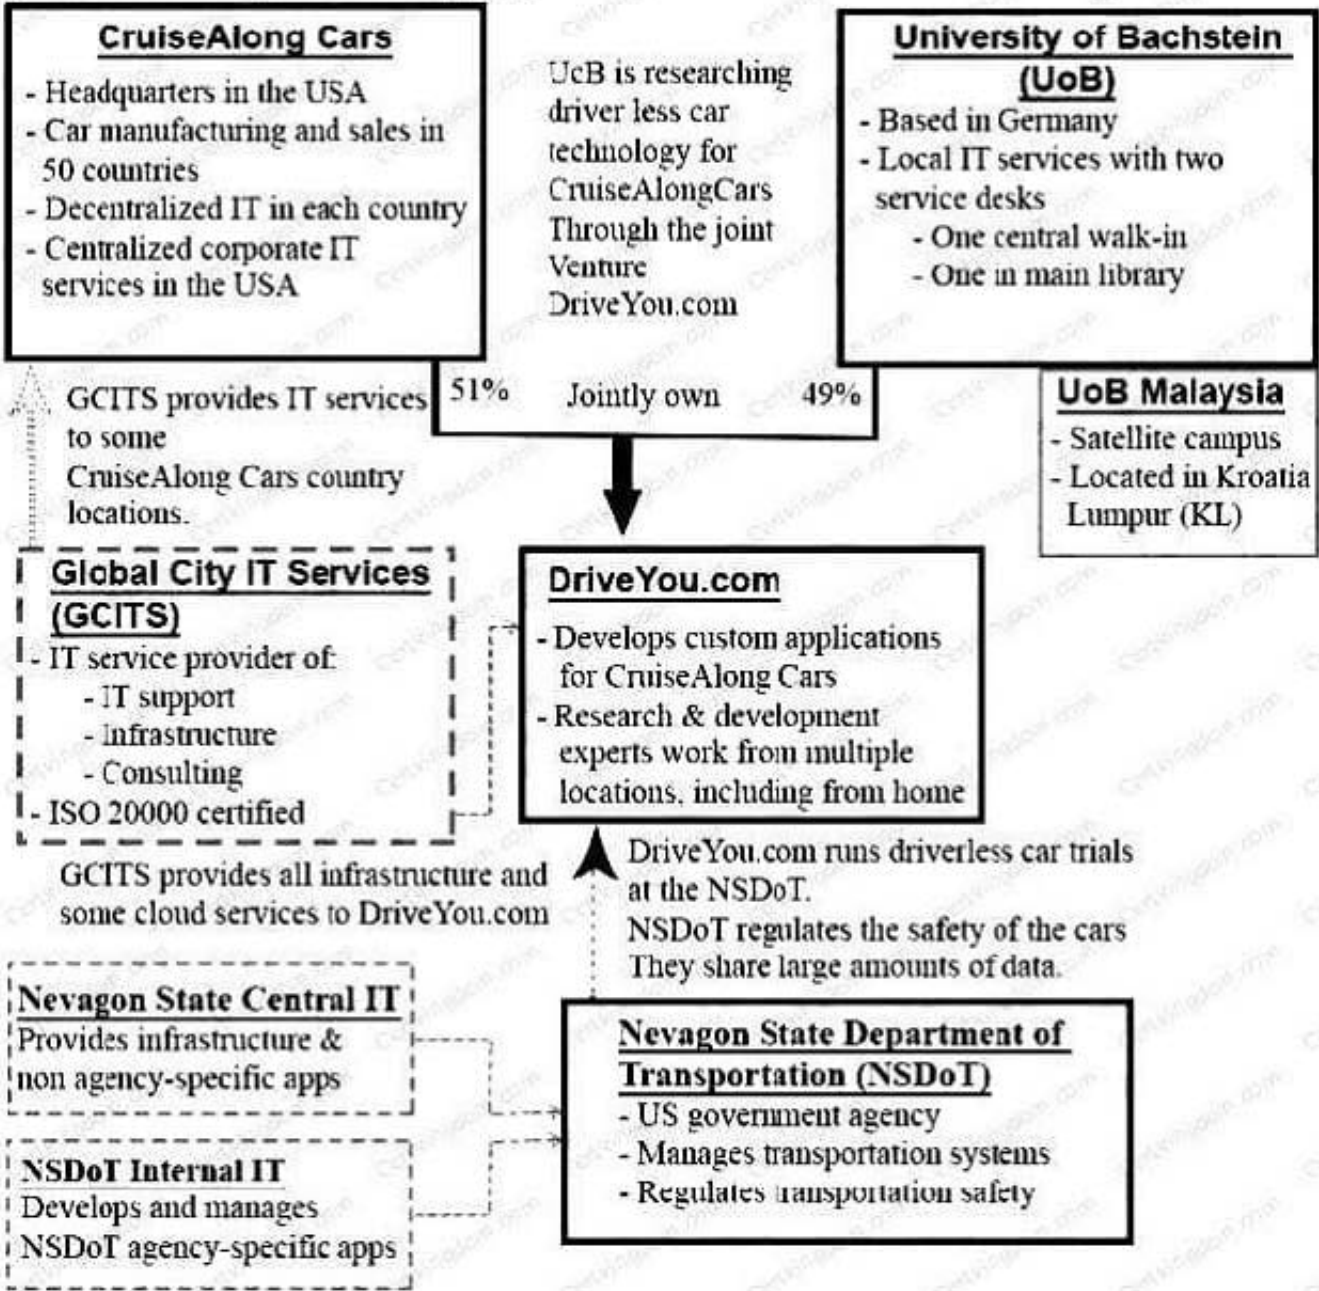 CruiseAlong Cars
- Headquarters in the USA
- Car manufacturing and sales in
50 countries
- Decentralized IT in each country
- Centralized corporate IT
services in the USA
UcB is researching
driver less car
technology for
CruiseAlongCars
Through the joint
Venture
DriveYou.com
University of Bachstein
(UoB)
- Based in Germany
- Local IT services with two
service desks
- One central walk-in
- One in main library
51% Jointly own 49%
UoB Malaysia
- Satellite campus
- Located in Kroatia
Lumpur (KL)
GCITS provides IT services
to some
CruiseAlong Cars country
locations.
Global City IT Services
(GCITS)
- IT service provider of:
- IT support
- Infrastructure
- Consulting
- ISO 20000 certified
DriveYou.com
- Develops custom applications
for CruiseAlong Cars
- Research & development
experts work from multiple
locations, including from home
GCITS provides all infrastructure and
some cloud services to DriveYou.com
DriveYou.com runs driverless car trials
at the NSDoT.
NSDoT regulates the safety of the cars
They share large amounts of data.
Nevagon State Central IT
Provides infrastructure &
non agency-specific apps
NSDoT Internal IT
Develops and manages
NSDoT agency-specific apps
Nevagon State Department of
Transportation (NSDoT)
- US government agency
- Manages transportation systems
- Regulates transportation safety